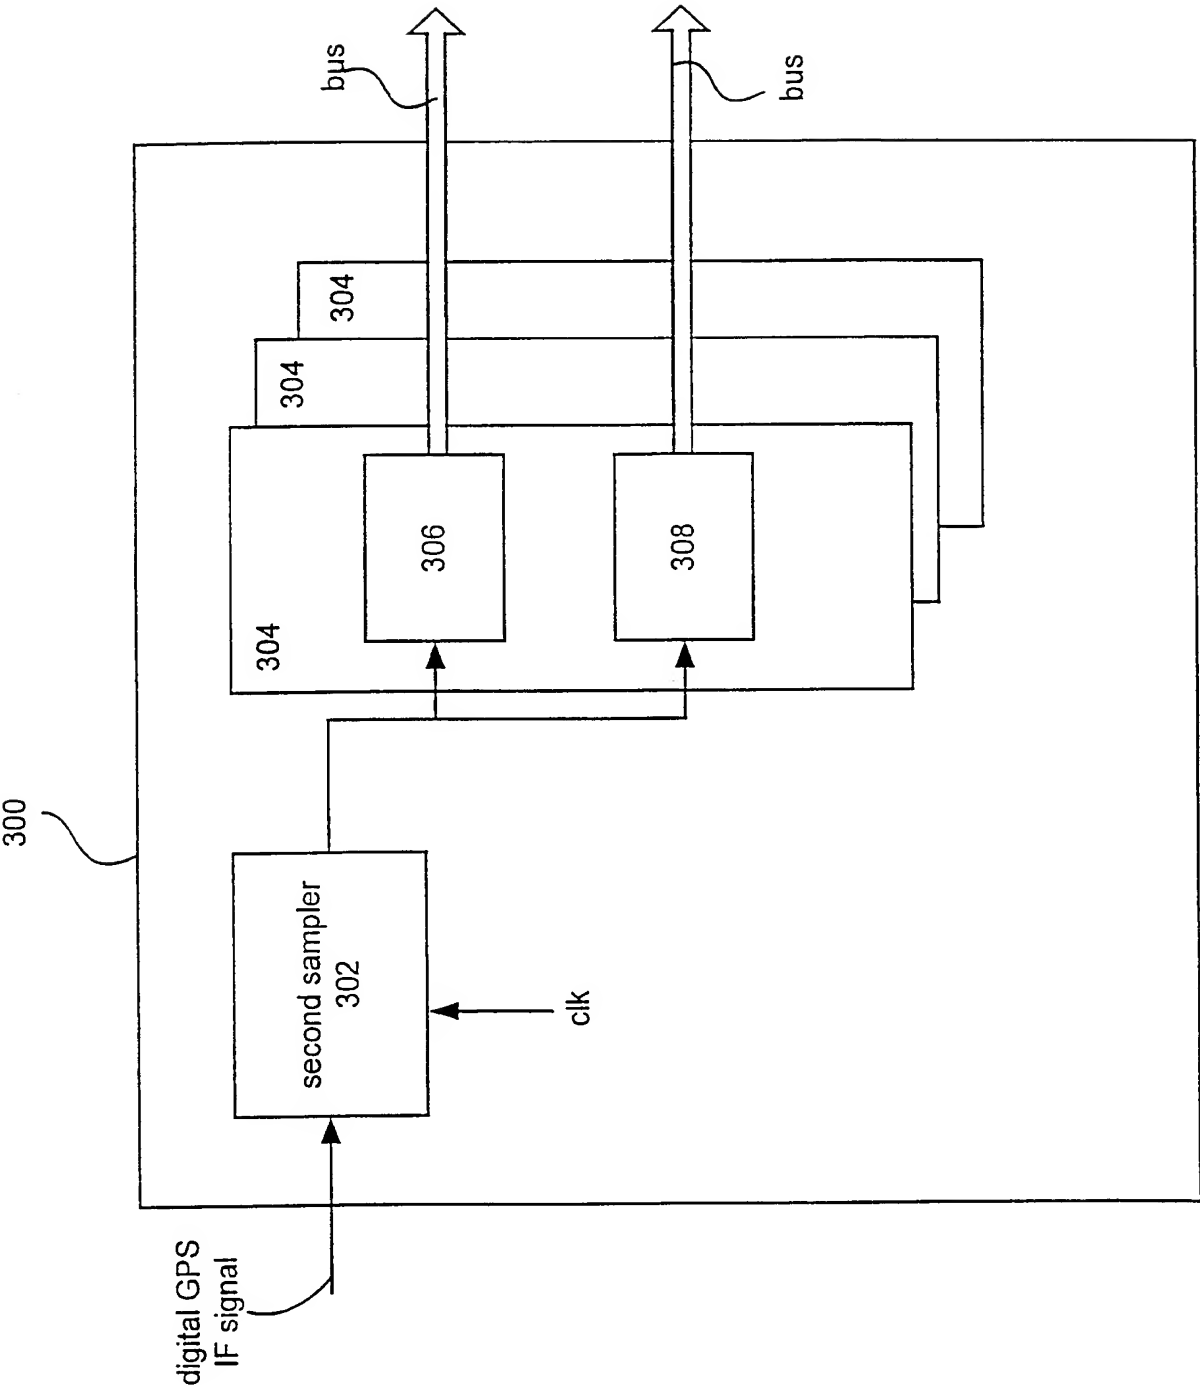 300
digital GPS
IF signal
second sampler
302
clk
304
304
304
306
308
bus
bus